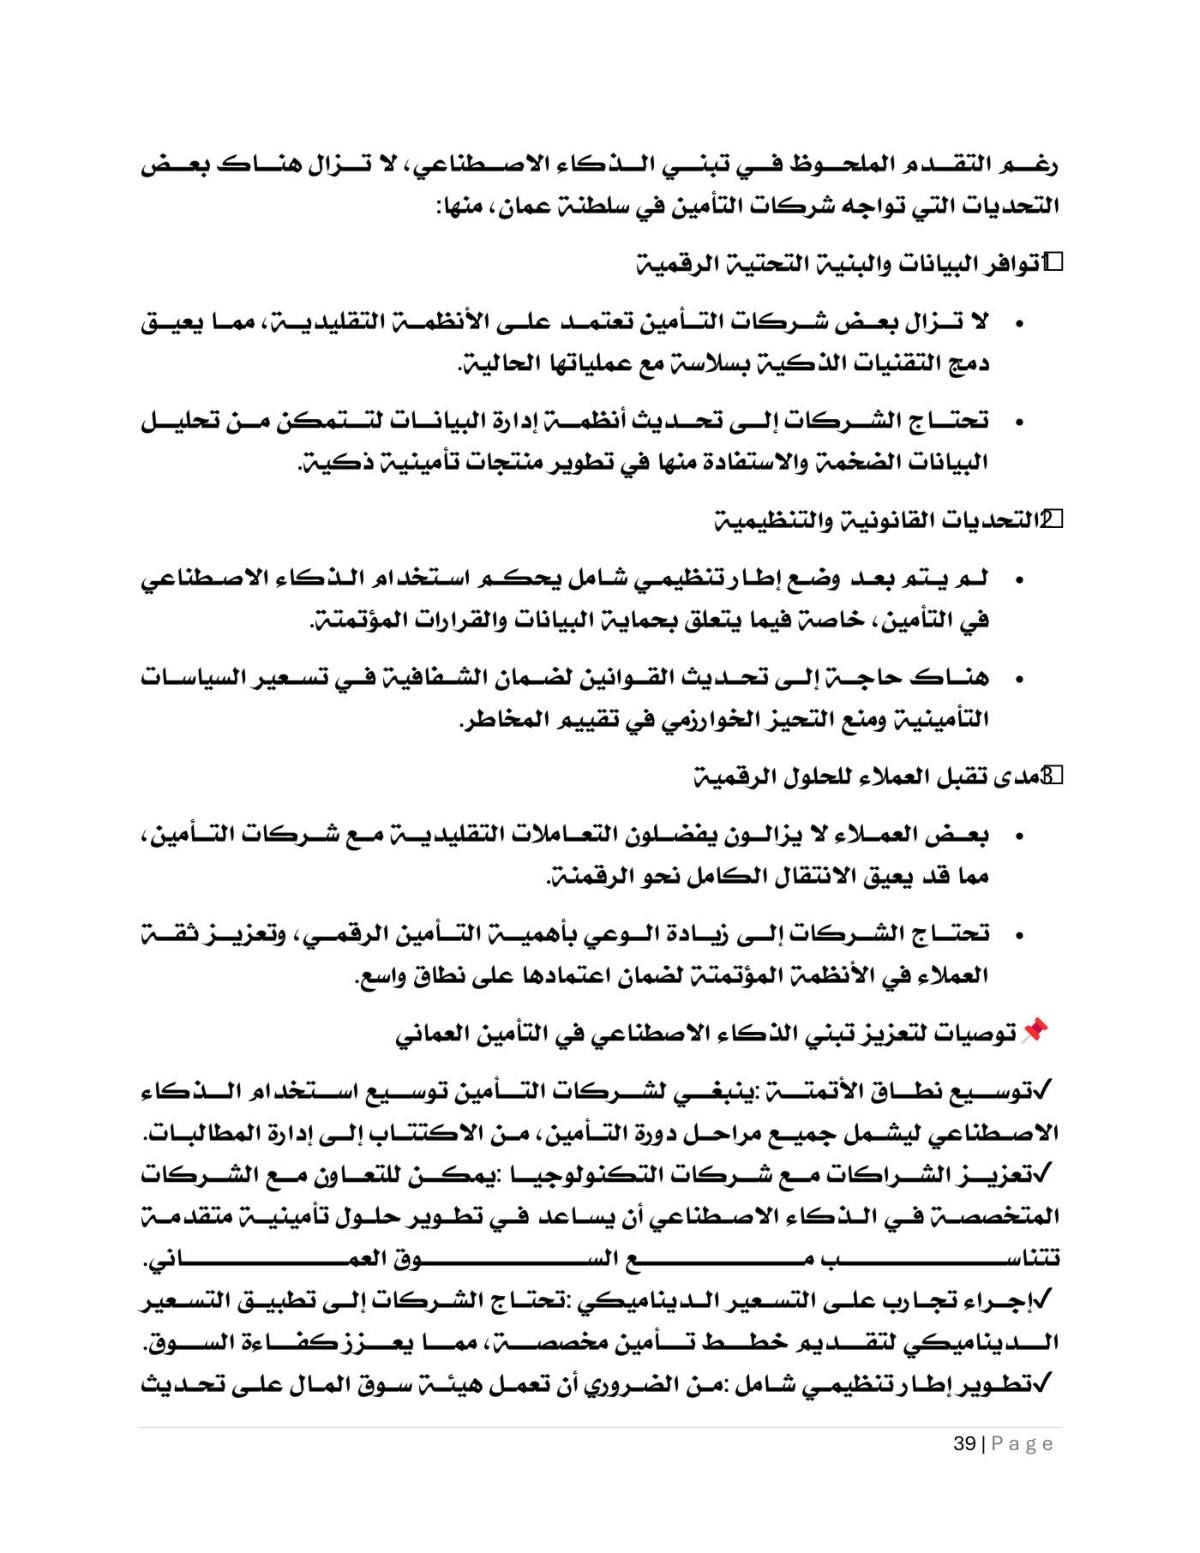 رغم التقدم الملحوظ في تبني الذكاء الاصطناعي، لا تزال هناك بعض
التحديات التي تواجه شركات التأمين في سلطنة عمان، منها:
1توافر البيانات والبنية التحتية الرقمية
• لا تزال بعض شركات التأمين تعتمد على الأنظمة التقليدية، مما يعيق
دمج التقنيات الذكية بسلاسة مع عملياتها الحالية.
• تحتاج الشركات إلى تحديث أنظمة إدارة البيانات لتتمكن من تحليل
البيانات الضخمة والاستفادة منها في تطوير منتجات تأمينية ذكية.
2التحديات القانونية والتنظيمية
• لم يتم بعد وضع إطار تنظيمي شامل يحكم استخدام الذكاء الاصطناعي
في التأمين، خاصة فيما يتعلق بحماية البيانات والقرارات المؤتمتة.
• هناك حاجة إلى تحديث القوانين لضمان الشفافية في تسعير السياسات
التأمينية ومنع التحيز الخوارزمي في تقييم المخاطر.
3مدى تقبل العملاء للحلول الرقمية
• بعض العملاء لا يزالون يفضلون التعاملات التقليدية مع شركات التأمين،
مما قد يعيق الانتقال الكامل نحو الرقمنة.
• تحتاج الشركات إلى زيادة الوعي بأهمية التأمين الرقمي، وتعزيز ثقة
العملاء في الأنظمة المؤتمتة لضمان اعتمادها على نطاق واسع.
📌 توصيات لتعزيز تبني الذكاء الاصطناعي في التأمين العماني
✓توسيع نطاق الأتمتة :ينبغي لشركات التأمين توسيع استخدام الذكاء
الاصطناعي ليشمل جميع مراحل دورة التأمين، من الاكتتاب إلى إدارة المطالبات.
✓تعزيز الشراكات مع شركات التكنولوجيا :يمكن للتعاون مع الشركات
المتخصصة في الذكاء الاصطناعي أن يساعد في تطوير حلول تأمينية متقدمة
تتناسب مع السوق العماني.
✓إجراء تجارب على التسعير الديناميكي :تحتاج الشركات إلى تطبيق التسعير
الديناميكي لتقديم خطط تأمين مخصصة، مما يعزز كفاءة السوق.
✓تطوير إطار تنظيمي شامل :من الضروري أن تعمل هيئة سوق المال على تحديث
39 | Page